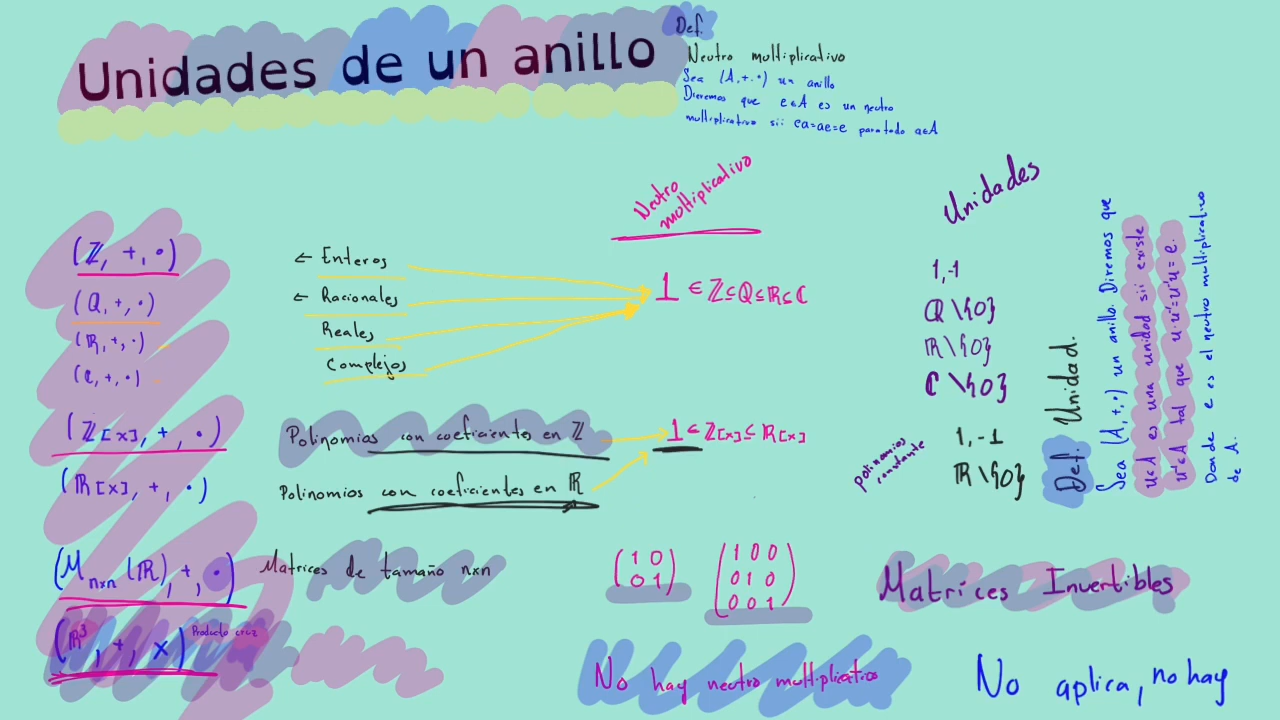 Unidades de un anillo
Def.
Neutro multiplicativo
Sea (A,+,·) un anillo
Diremos que e∈A es un neutro
multiplicativo sii ea=ae=e para todo a∈A
Neutro
multiplicativo
Unidades
(ℤ, +, ·)
← Enteros
1 ∈ ℤ⊆ℚ⊆ℝ⊆ℂ
1,-1
(ℚ, +, ·)
← Racionales
ℚ \{0}
(ℝ, +, ·)
Reales
ℝ \{0}
(ℂ, +, ·)
Complejos
ℂ \{0}
(ℤ[x], +, ·)
Polinomios con coeficientes en ℤ
1 ∈ ℤ[x] ≤ ℝ[x]
1, -1
(ℝ[x], +, ·)
Polinomios con coeficientes en ℝ
polinomios
constante
ℝ \{0}
Def. Unidad.
Sea (A,+,·) un anillo. Diremos que
u∈A es una unidad sii existe
u'∈A tal que u·u'=u'u=e.
Donde e es el neutro multiplicativo
de A.
(M_{n×n}(ℝ), +, ·)
Matrices de tamaño n×n
(1 0)
(0 1)
(1 0 0)
(0 1 0)
(0 0 1)
Matrices Invertibles
(ℝ³, +, ×) Producto cruz
No hay neutro multiplicativo
No aplica, no hay